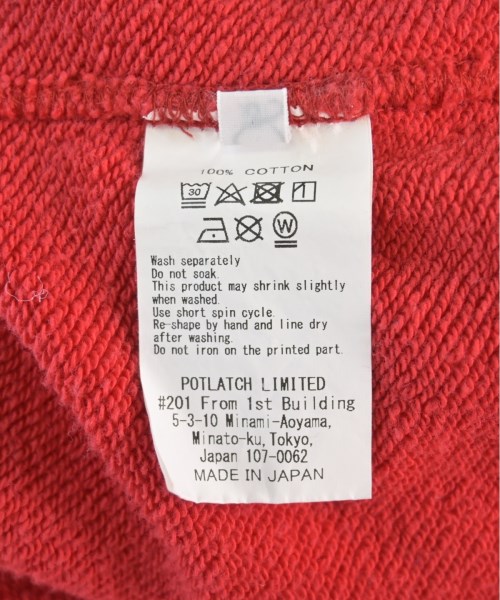 100% COTTON
30
W
Wash separately
Do not soak.
This product may shrink slightly
when washed.
Use short spin cycle.
Re-shape by hand and line dry
after washing.
Do not iron on the printed part.
POTLATCH LIMITED
#201 From 1st Building
5-3-10 Minami-Aoyama,
Minato-ku, Tokyo,
Japan 107-0062
MADE IN JAPAN